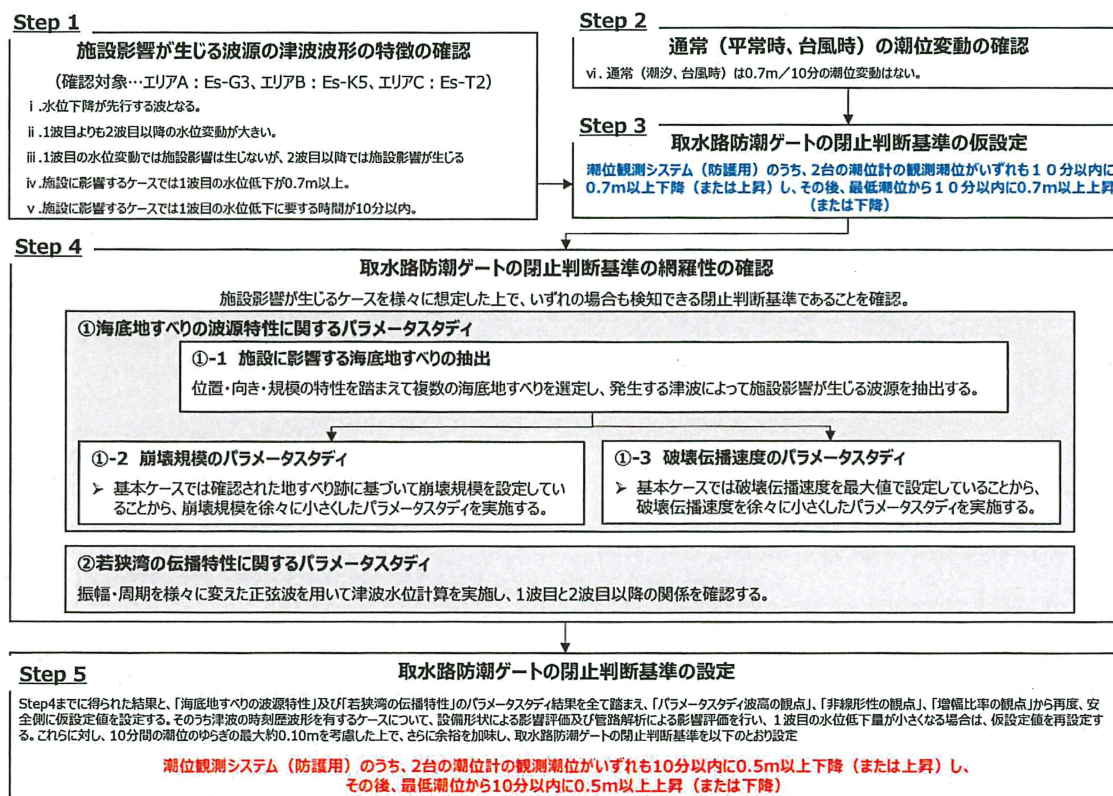 Step 1
施設影響が生じる波源の津波波形の特徴の確認
(確認対象…エリアA：Es-G3、エリアB：Es-K5、エリアC：Es-T2)
ⅰ.水位下降が先行する波となる。
ⅱ.1波目よりも2波目以降の水位変動が大きい。
ⅲ.1波目の水位変動では施設影響は生じないが、2波目以降では施設影響が生じる
ⅳ.施設に影響するケースでは1波目の水位低下が0.7m以上。
ⅴ.施設に影響するケースでは1波目の水位低下に要する時間が10分以内。
Step 2
通常（平常時、台風時）の潮位変動の確認
ⅵ.通常（潮汐、台風時）は0.7m／10分の潮位変動はない。
Step 3
取水路防潮ゲートの閉止判断基準の仮設定
潮位観測システム（防護用）のうち、2台の潮位計の観測潮位がいずれも１０分以内に
0.7m以上下降（または上昇）し、その後、最低潮位から１０分以内に0.7m以上上昇
（または下降）
Step 4
取水路防潮ゲートの閉止判断基準の網羅性の確認
施設影響が生じるケースを様々に想定した上で、いずれの場合も検知できる閉止判断基準であることを確認。
①海底地すべりの波源特性に関するパラメータスタディ
①-1 施設に影響する海底地すべりの抽出
位置・向き・規模の特性を踏まえて複数の海底地すべりを選定し、発生する津波によって施設影響が生じる波源を抽出する。
①-2 崩壊規模のパラメータスタディ
➢ 基本ケースでは確認された地すべり跡に基づいて崩壊規模を設定してい
ることから、崩壊規模を徐々に小さくしたパラメータスタディを実施する。
①-3 破壊伝播速度のパラメータスタディ
➢ 基本ケースでは破壊伝播速度を最大値で設定していることから、
破壊伝播速度を徐々に小さくしたパラメータスタディを実施する。
②若狭湾の伝播特性に関するパラメータスタディ
振幅・周期を様々に変えた正弦波を用いて津波水位計算を実施し、1波目と2波目以降の関係を確認する。
Step 5
取水路防潮ゲートの閉止判断基準の設定
Step4までに得られた結果と、「海底地すべりの波源特性」及び「若狭湾の伝播特性」のパラメータスタディ結果を全て踏まえ、「パラメータスタディ波高の観点」、「非線形性の観点」、「増幅比率の観点」から再度、安
全側に仮設定値を設定する。そのうち津波の時刻歴波形を有するケースについて、設備形状による影響評価及び管路解析による影響評価を行い、１波目の水位低下量が小さくなる場合は、仮設定値を再設定す
る。これらに対し、10分間の潮位のゆらぎの最大約0.10mを考慮した上で、さらに余裕を加味し、取水路防潮ゲートの閉止判断基準を以下のとおり設定
潮位観測システム（防護用）のうち、2台の潮位計の観測潮位がいずれも10分以内に0.5m以上下降（または上昇）し、
その後、最低潮位から10分以内に0.5m以上上昇（または下降）